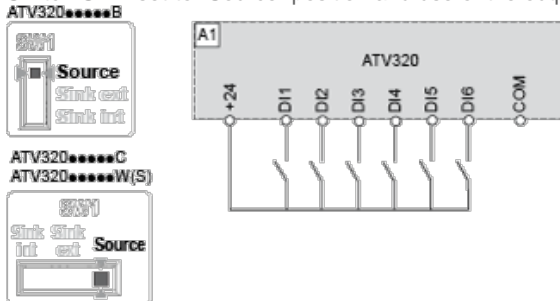 ATV320●●●●●B
SW1
Source
Sink ext
Sink int
A1
ATV320
+24
DI1
DI2
DI3
DI4
DI5
DI6
COM
ATV320●●●●●C
ATV320●●●●●W(S)
SW1
Sink int
Sink ext
Source